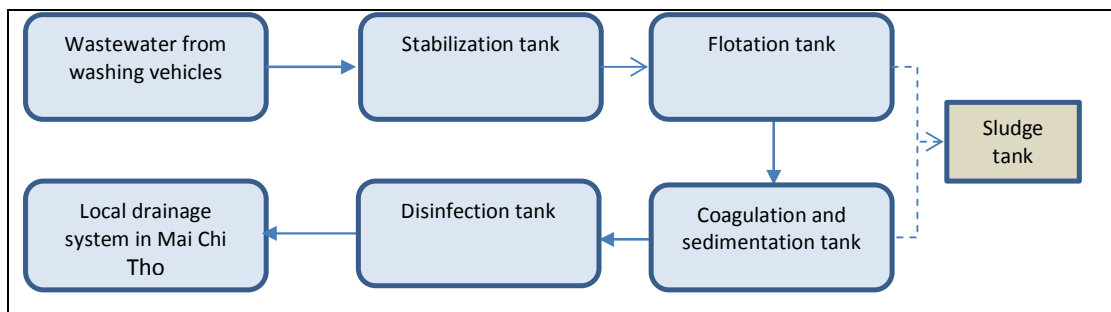 Wastewater from
washing vehicles
Stabilization tank
Flotation tank
Sludge
tank
Local drainage
system in Mai Chi
Tho
Disinfection tank
Coagulation and
sedimentation tank